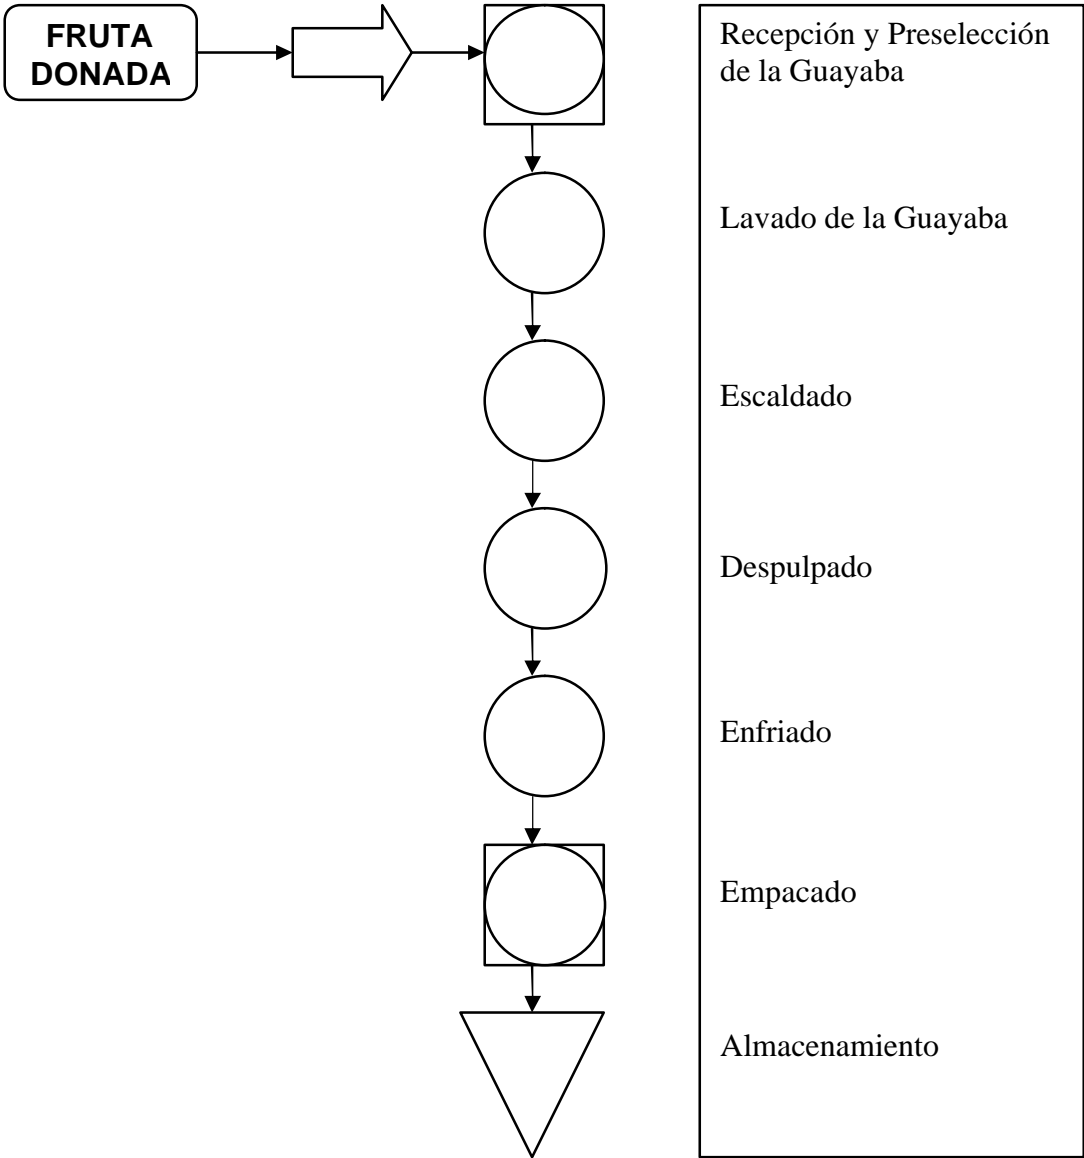 FRUTA
DONADA
Recepción y Preselección
de la Guayaba
Lavado de la Guayaba
Escaldado
Despulpado
Enfriado
Empacado
Almacenamiento